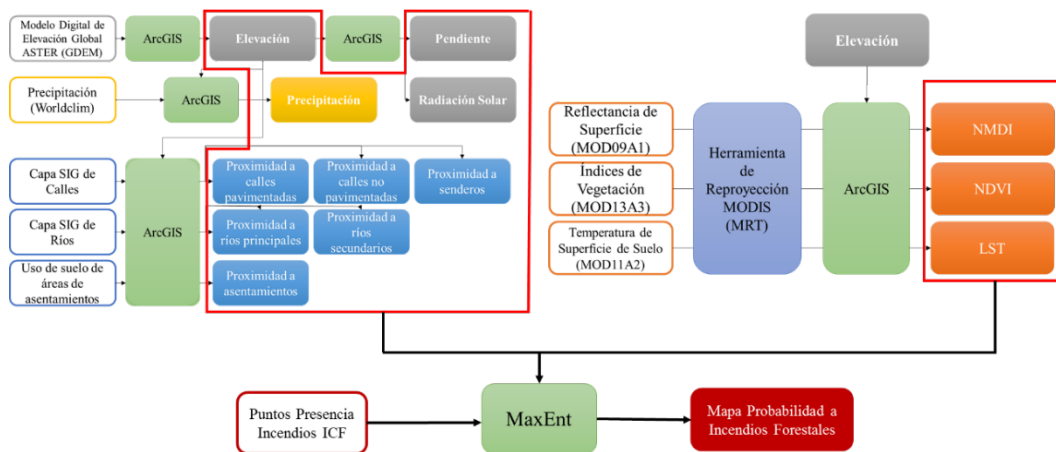 Modelo Digital de
Elevación Global
ASTER (GDEM)
ArcGIS
Elevación
ArcGIS
Pendiente
Precipitación
(Worldclim)
ArcGIS
Precipitación
Radiación Solar
Capa SIG de
Calles
Capa SIG
de Ríos
Uso de suelo de
áreas de
asentamientos
ArcGIS
Proximidad a
calles
pavimentadas
Proximidad a
calles no
pavimentadas
Proximidad a
senderos
Proximidad a
ríos principales
Proximidad a
ríos
secundarios
Proximidad a
asentamientos
Elevación
Reflectancia de
Superficie
(MOD09A1)
Índices de
Vegetación
(MOD13A3)
Temperatura de
Superficie de Suelo
(MOD11A2)
Herramienta
de
Reproyección
MODIS
(MRT)
ArcGIS
NMDI
NDVI
LST
Puntos Presencia
Incendios ICF
MaxEnt
Mapa Probabilidad a
Incendios Forestales